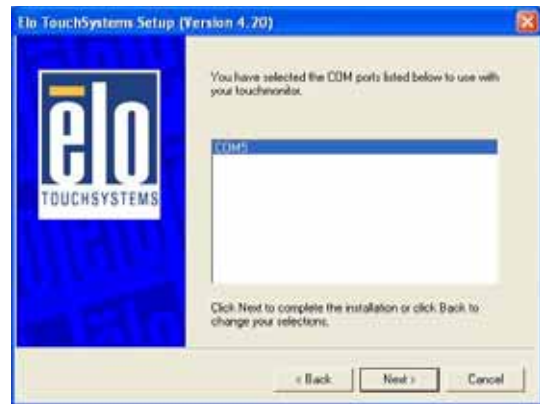 Elo TouchSystems Setup (Version 4.20)
elo
TOUCHSYSTEMS
You have selected the COM ports listed below to use with
your touchmonitor.
COM5
Click Next to complete the installation or click Back to
change your selections.
< Back
Next >
Cancel